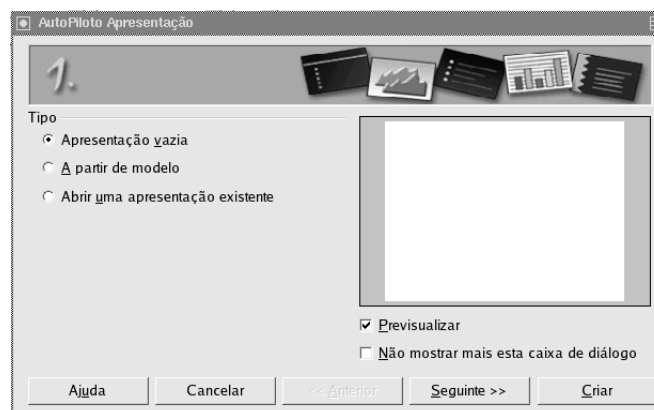 AutoPiloto Apresentação
1.
Tipo
Apresentação vazia
A partir de modelo
Abrir uma apresentação existente
Previsualizar
Não mostrar mais esta caixa de diálogo
Ajuda Cancelar << Anterior Seguinte >> Criar